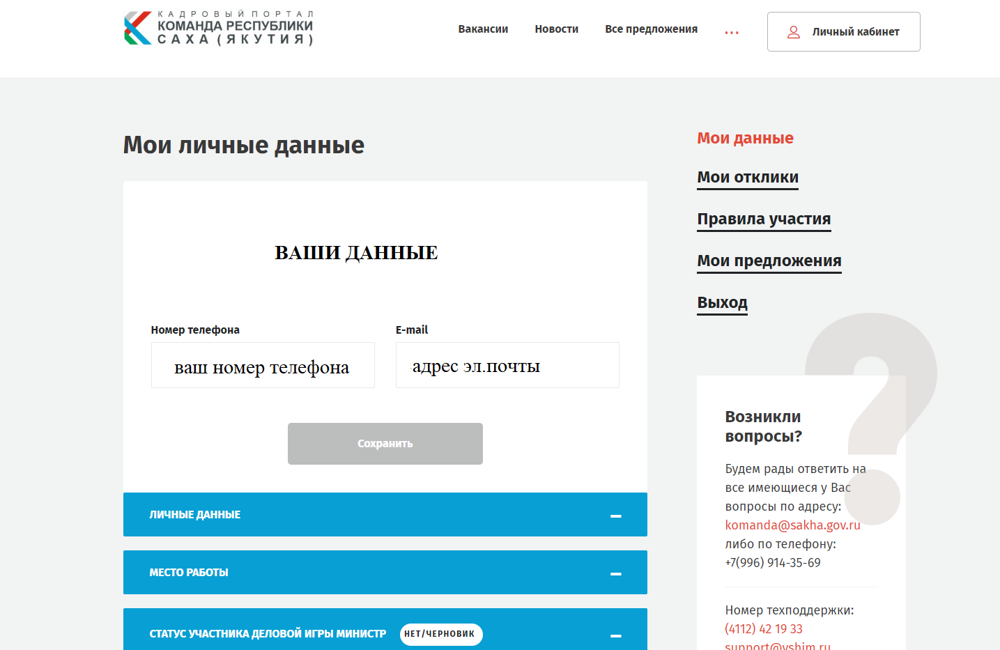 КАДРОВЫЙ ПОРТАЛ
КОМАНДА РЕСПУБЛИКИ
САХА (ЯКУТИЯ)
Вакансии
Новости
Все предложения
...
Личный кабинет
Мои личные данные
ВАШИ ДАННЫЕ
Номер телефона
E-mail
ваш номер телефона
адрес эл.почты
Сохранить
ЛИЧНЫЕ ДАННЫЕ
МЕСТО РАБОТЫ
СТАТУС УЧАСТНИКА ДЕЛОВОЙ ИГРЫ МИНИСТР
НЕТ/ЧЕРНОВИК
Мои данные
Мои отклики
Правила участия
Мои предложения
Выход
?
Возникли
вопросы?
Будем рады ответить на
все имеющиеся у Вас
вопросы по адресу:
komanda@sakha.gov.ru
либо по телефону:
+7(996) 914-35-69
Номер техподдержки:
(4112) 42 19 33
support@vshim.ru